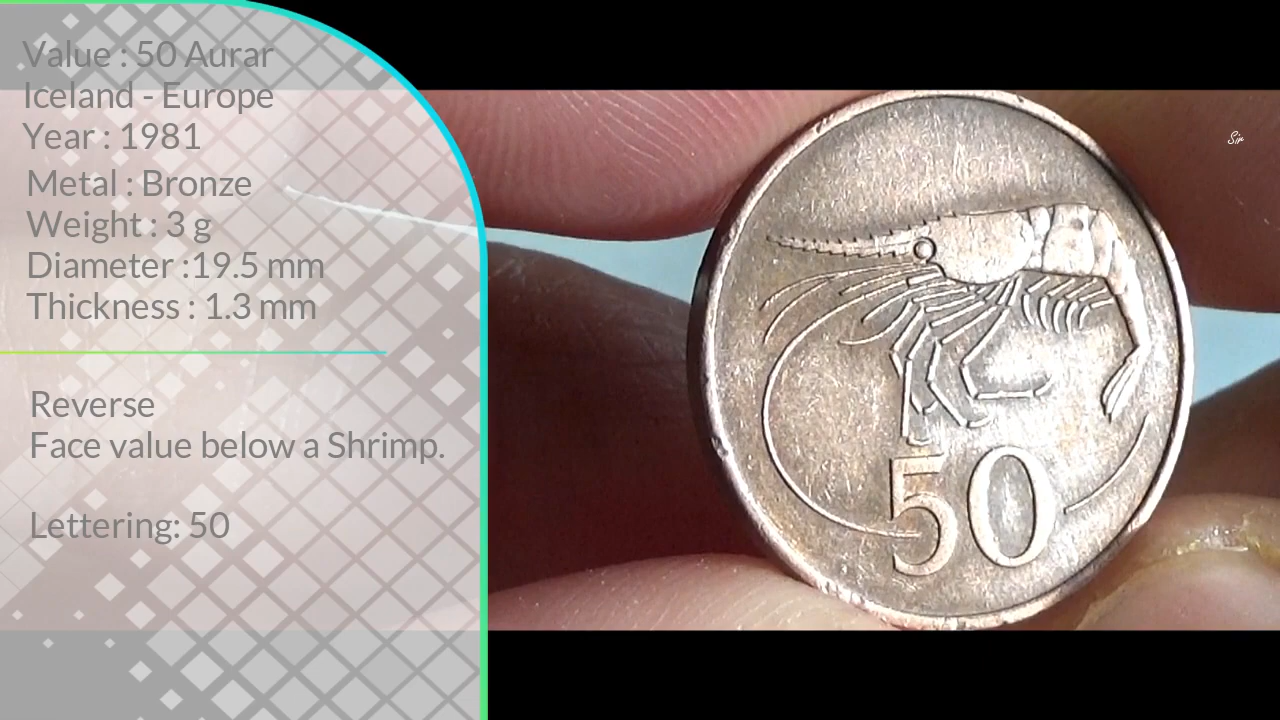 Value : 50 Aurar
Iceland - Europe
Year : 1981
Metal : Bronze
Weight : 3 g
Diameter :19.5 mm
Thickness : 1.3 mm
Reverse
Face value below a Shrimp.
Lettering: 50
50
Sir